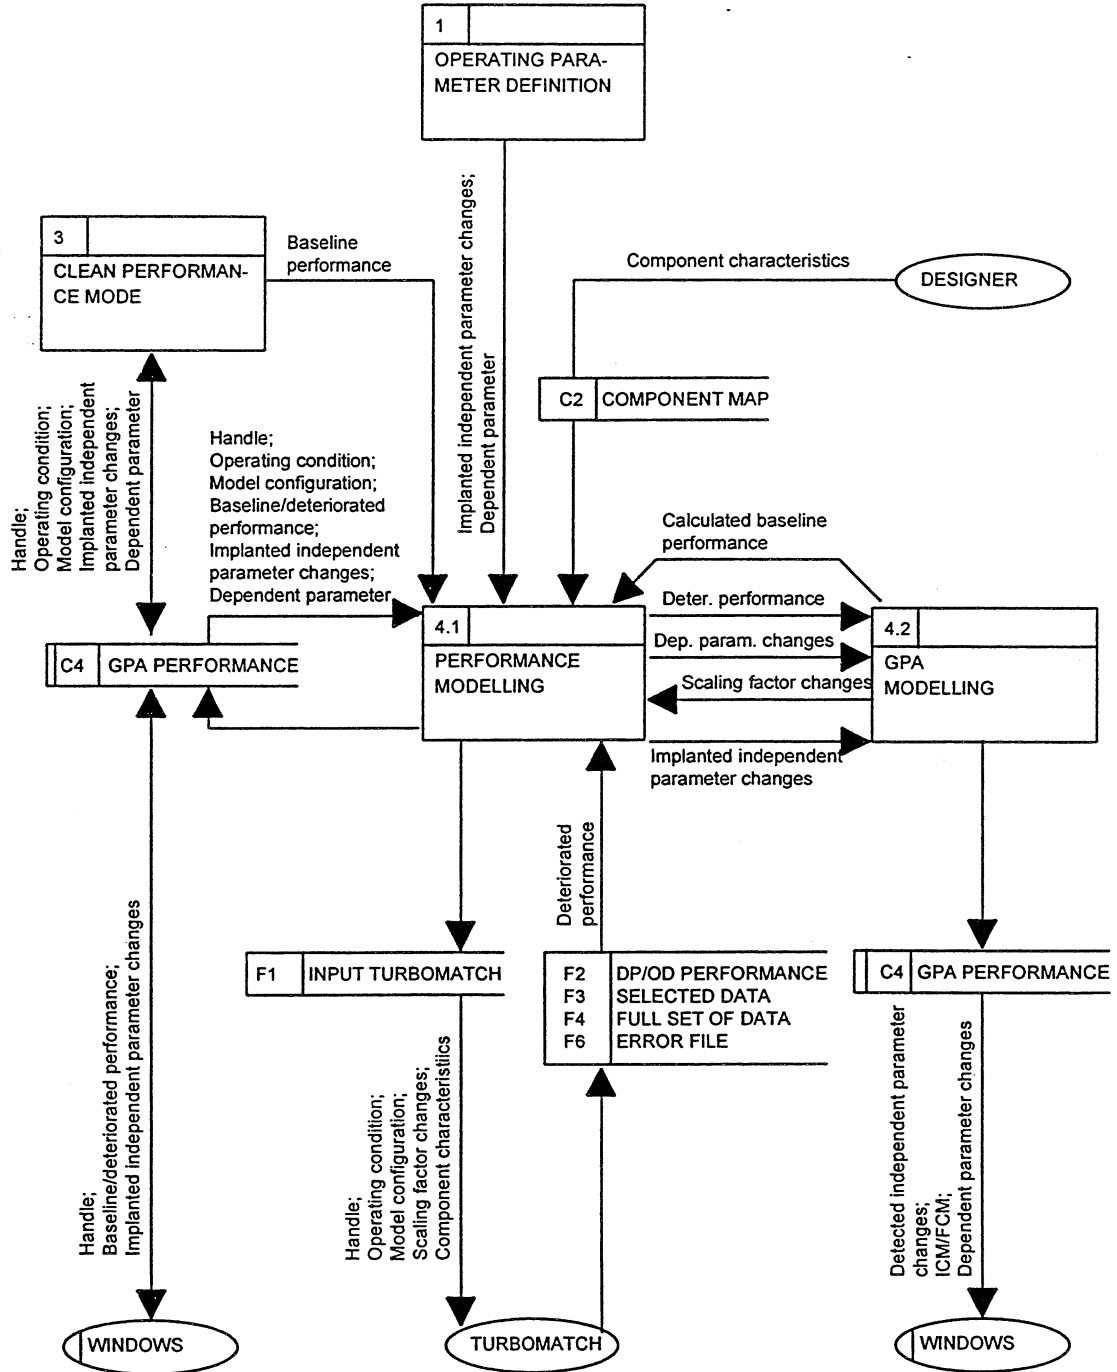 1
OPERATING PARA-
METER DEFINITION
3
CLEAN PERFORMAN-
CE MODE
Baseline
performance
Implanted independent parameter changes;
Dependent parameter
Component characteristics
DESIGNER
C2 COMPONENT MAP
Handle;
Operating condition;
Model configuration;
Implanted independent
parameter changes;
Dependent parameter
Handle;
Operating condition;
Model configuration;
Baseline/deteriorated
performance;
Implanted independent
parameter changes;
Dependent parameter
Calculated baseline
performance
C4 GPA PERFORMANCE
4.1
PERFORMANCE
MODELLING
Deter. performance
Dep. param. changes
Scaling factor changes
Implanted independent
parameter changes
4.2
GPA
MODELLING
Deteriorated
performance
F1 INPUT TURBOMATCH
F2 DP/OD PERFORMANCE
F3 SELECTED DATA
F4 FULL SET OF DATA
F6 ERROR FILE
C4 GPA PERFORMANCE
Handle;
Baseline/deteriorated performance;
Implanted independent parameter changes
Handle;
Operating condition;
Model configuration;
Scaling factor changes;
Component characteristiics
Detected independent parameter
changes;
ICM/FCM;
Dependent parameter changes
WINDOWS
TURBOMATCH
WINDOWS